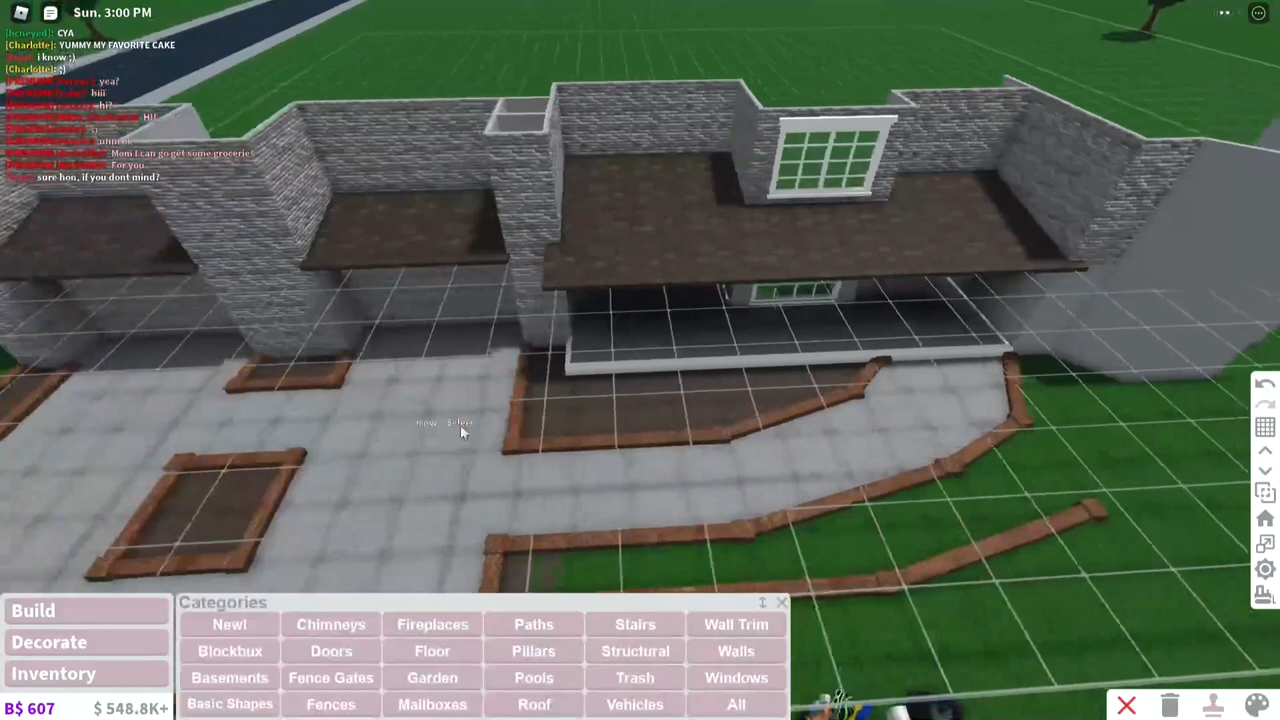 Sun. 3:00 PM
[hcneyed]: CYA
[Charlotte]: YUMMY MY FAVORITE CAKE
i know ;)
[Charlotte]: ;)
yea?
hiii
hi?
HI!
Mom I can go get some groceries
For you
sure hon, if you dont mind?
Build
Decorate
Inventory
B$ 607 $ 548.8K+
Categories
New! Chimneys Fireplaces Paths Stairs Wall Trim
Blockbux Doors Floor Pillars Structural Walls
Basements Fence Gates Garden Pools Trash Windows
Basic Shapes Fences Mailboxes Roof Vehicles All